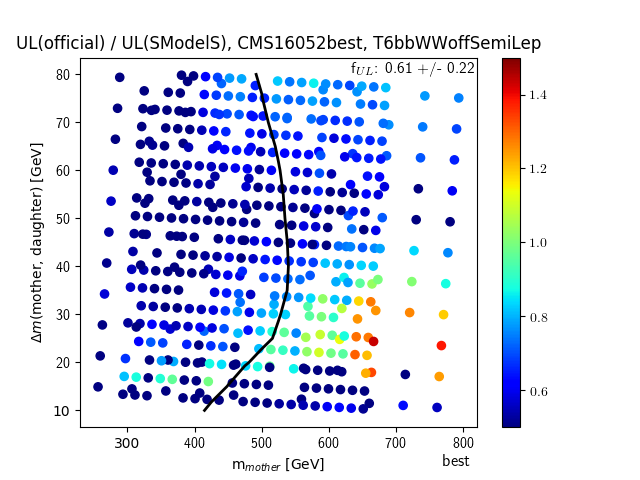 UL(official) / UL(SModelS), CMS16052best, T6bbWWoffSemiLep
f_{UL}: 0.61 +/- 0.22
Δm(mother, daughter) [GeV]
80
70
60
50
40
30
20
10
300 400 500 600 700 800
m_{mother} [GeV]
best
1.4
1.2
1.0
0.8
0.6